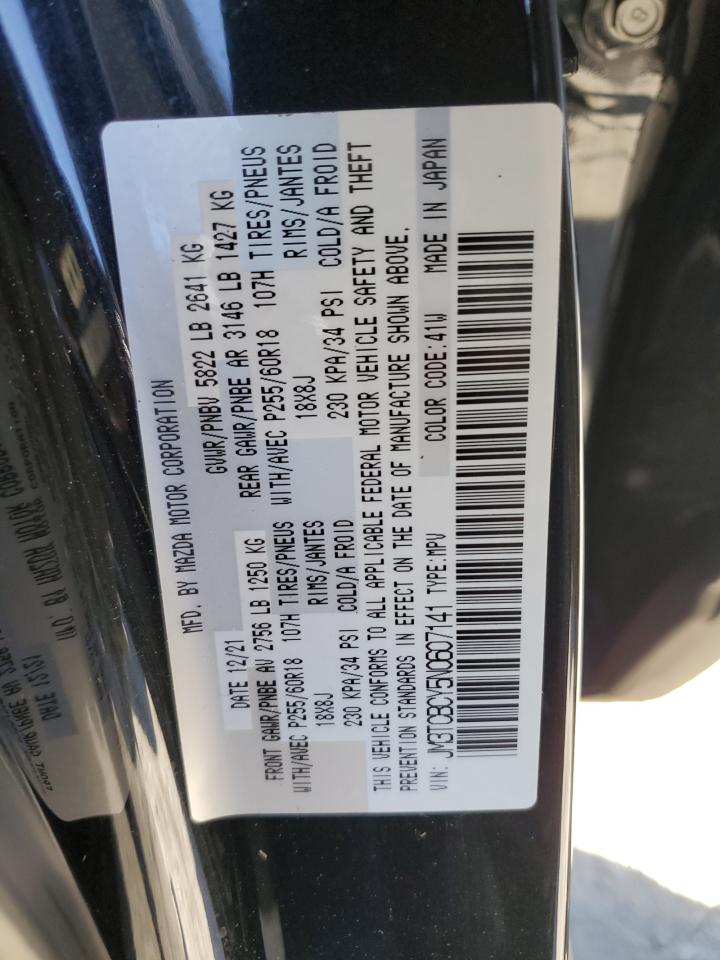 MFD. BY MAZDA MOTOR CORPORATION
DATE 12/21 GVWR/PNBV 5822 LB 2641 KG
FRONT GAWR/PNBE AV 2756 LB 1250 KG REAR GAWR/PNBE AR 3146 LB 1427 KG
WITH/AVEC P255/60R18 107H TIRES/PNEUS WITH/AVEC P255/60R18 107H TIRES/PNEUS
18X8J RIMS/JANTES 18X8J RIMS/JANTES
230 KPA/34 PSI COLD/A FROID 230 KPA/34 PSI COLD/A FROID
THIS VEHICLE CONFORMS TO ALL APPLICABLE FEDERAL MOTOR VEHICLE SAFETY AND THEFT
PREVENTION STANDARDS IN EFFECT ON THE DATE OF MANUFACTURE SHOWN ABOVE.
VIN: JM3TCBCY5N0607141 TYPE:MPV COLOR CODE:41W MADE IN JAPAN
8